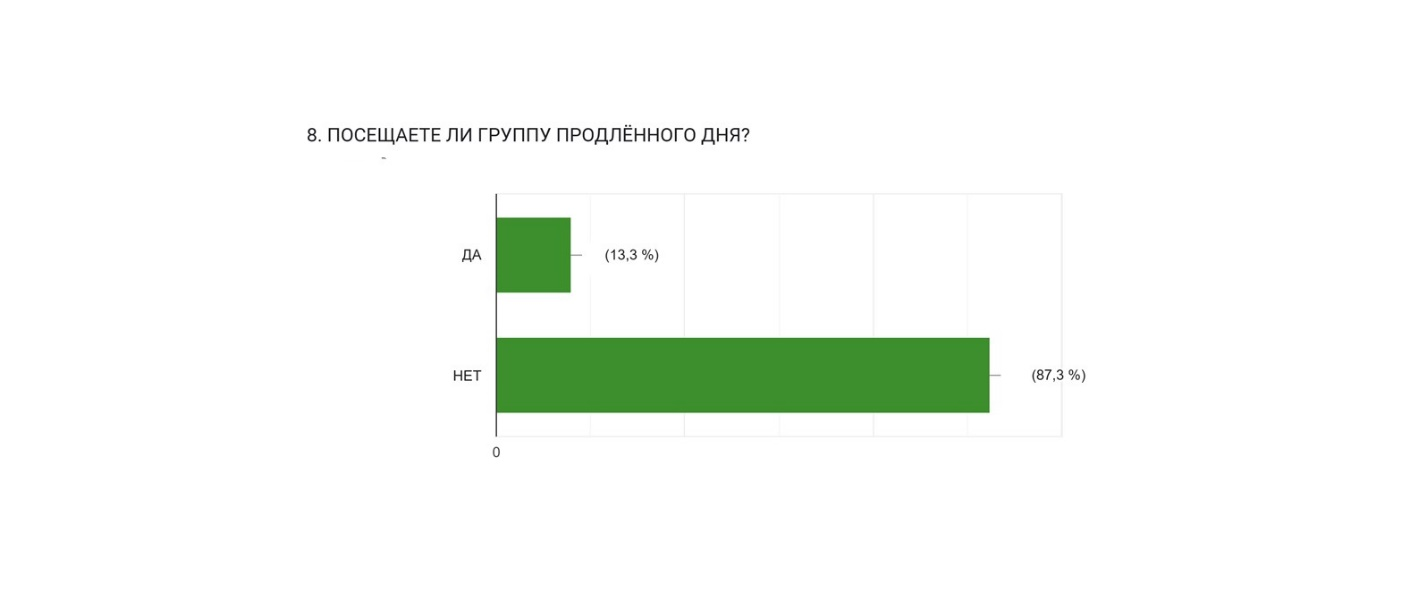 8. ПОСЕЩАЕТЕ ЛИ ГРУППУ ПРОДЛЁННОГО ДНЯ?
ДА (13,3 %)
НЕТ (87,3 %)
0